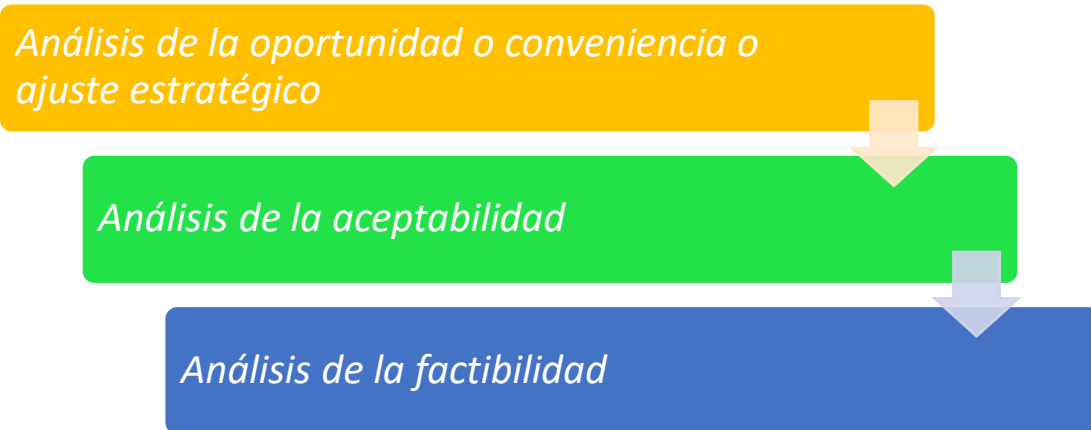 Análisis de la oportunidad o conveniencia o
ajuste estratégico
Análisis de la aceptabilidad
Análisis de la factibilidad